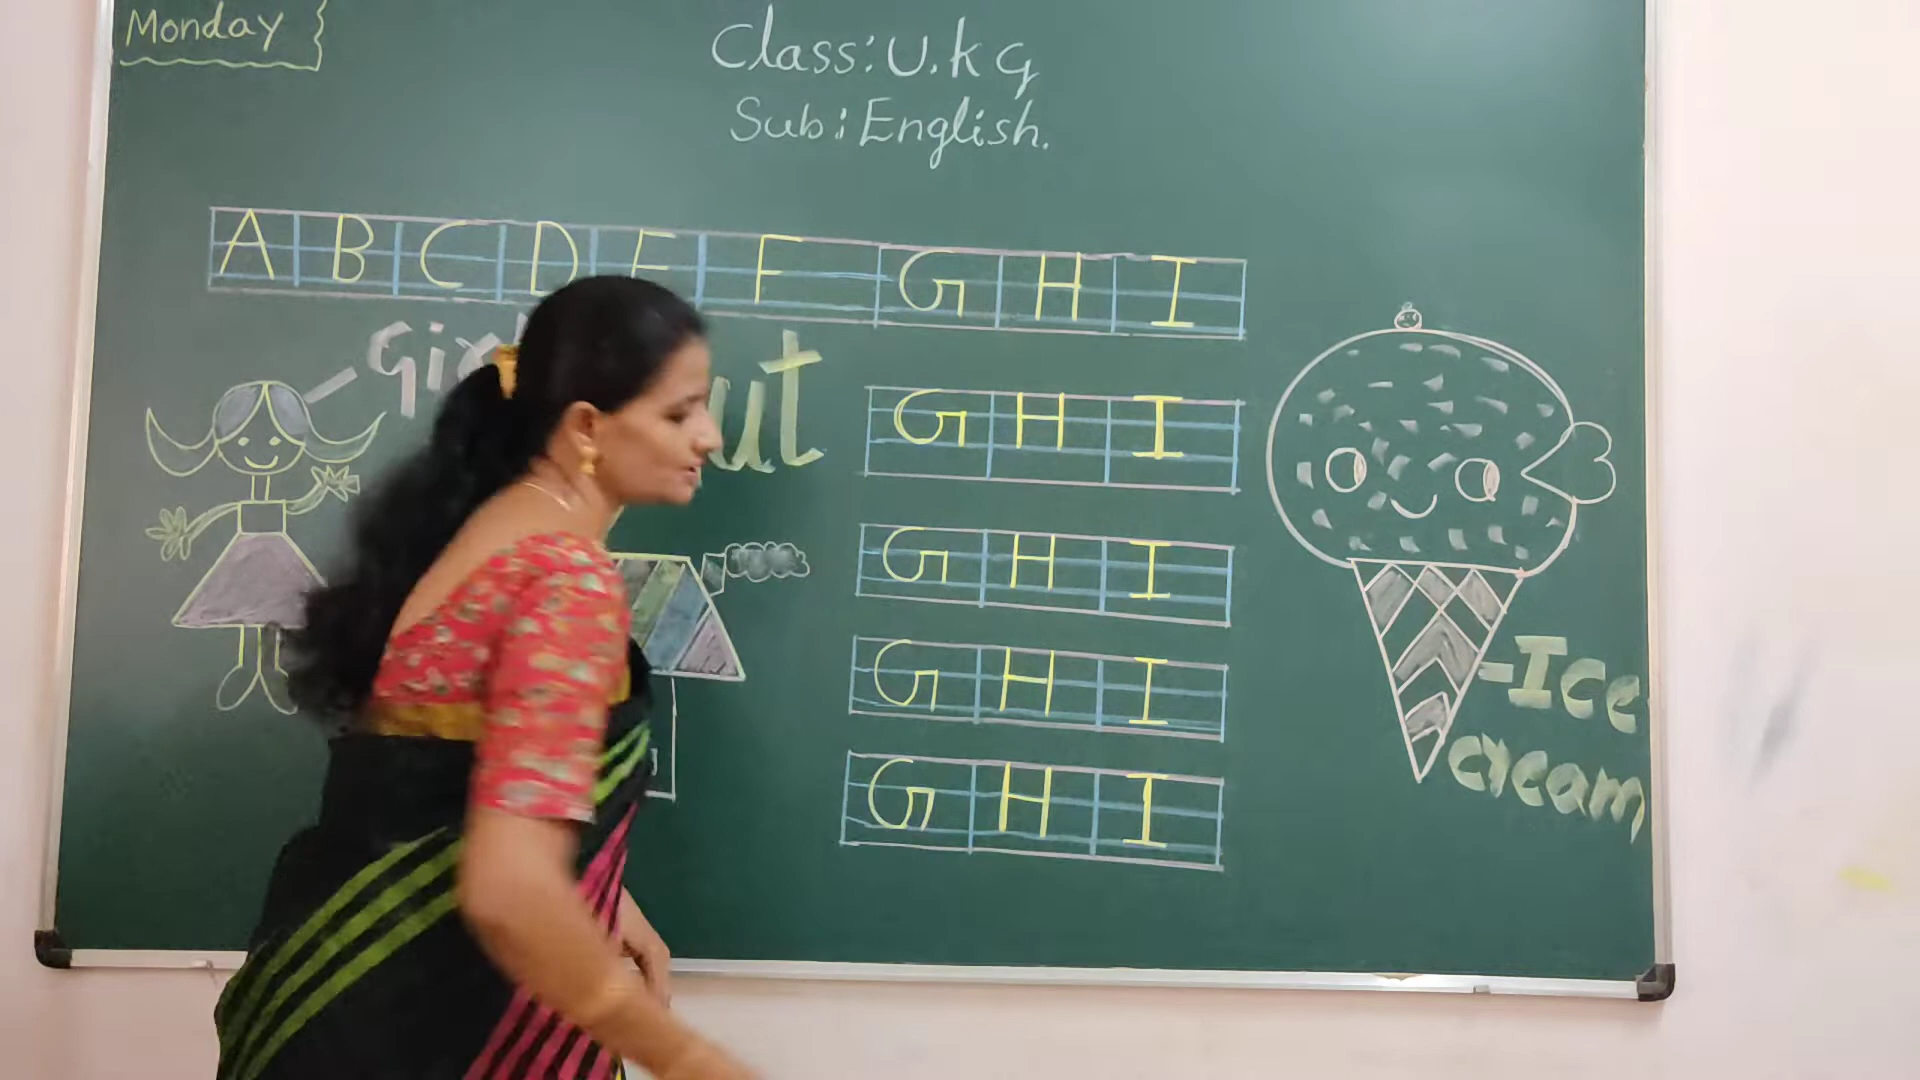 Monday
Class: U.K G
Sub: English.
A B C D E F G H I
G H I
G H I
G H I
G H I
-Ice
cream